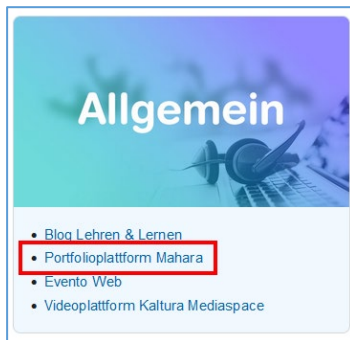 Allgemein
Blog Lehren & Lernen
Portfolioplattform Mahara
Evento Web
Videoplattform Kaltura Mediaspace